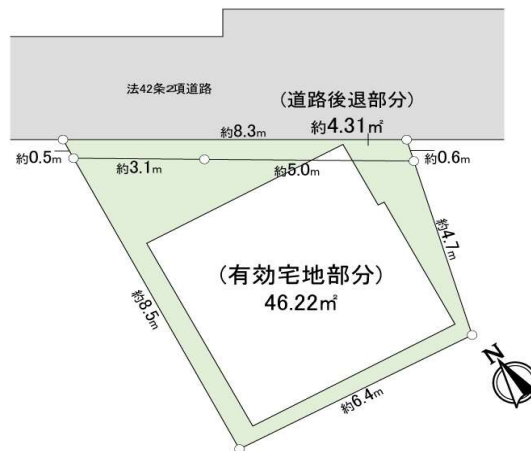 法42条2項道路
(道路後退部分)
約8.3m
約4.31㎡
約0.5m
約3.1m
約5.0m
約0.6m
約4.7m
(有効宅地部分)
46.22㎡
約8.5m
約6.4m
N